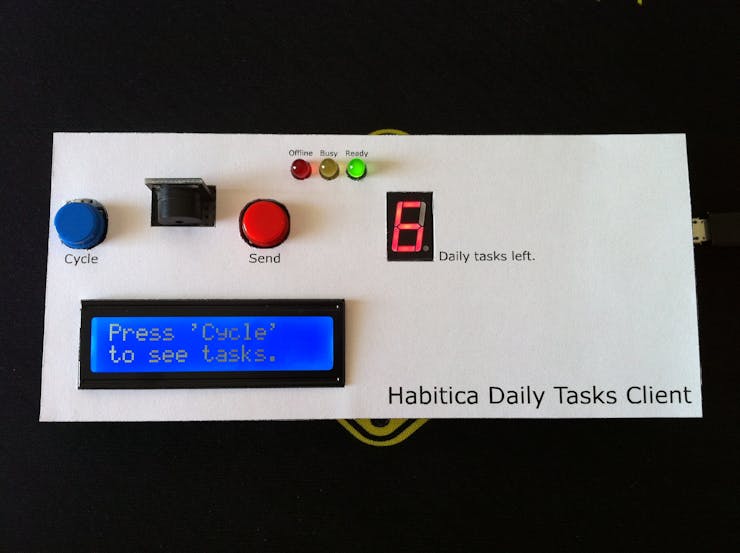 Offline Busy Ready
Cycle
Send
6
Daily tasks left.
Press 'Cycle'
to see tasks.
Habitica Daily Tasks Client